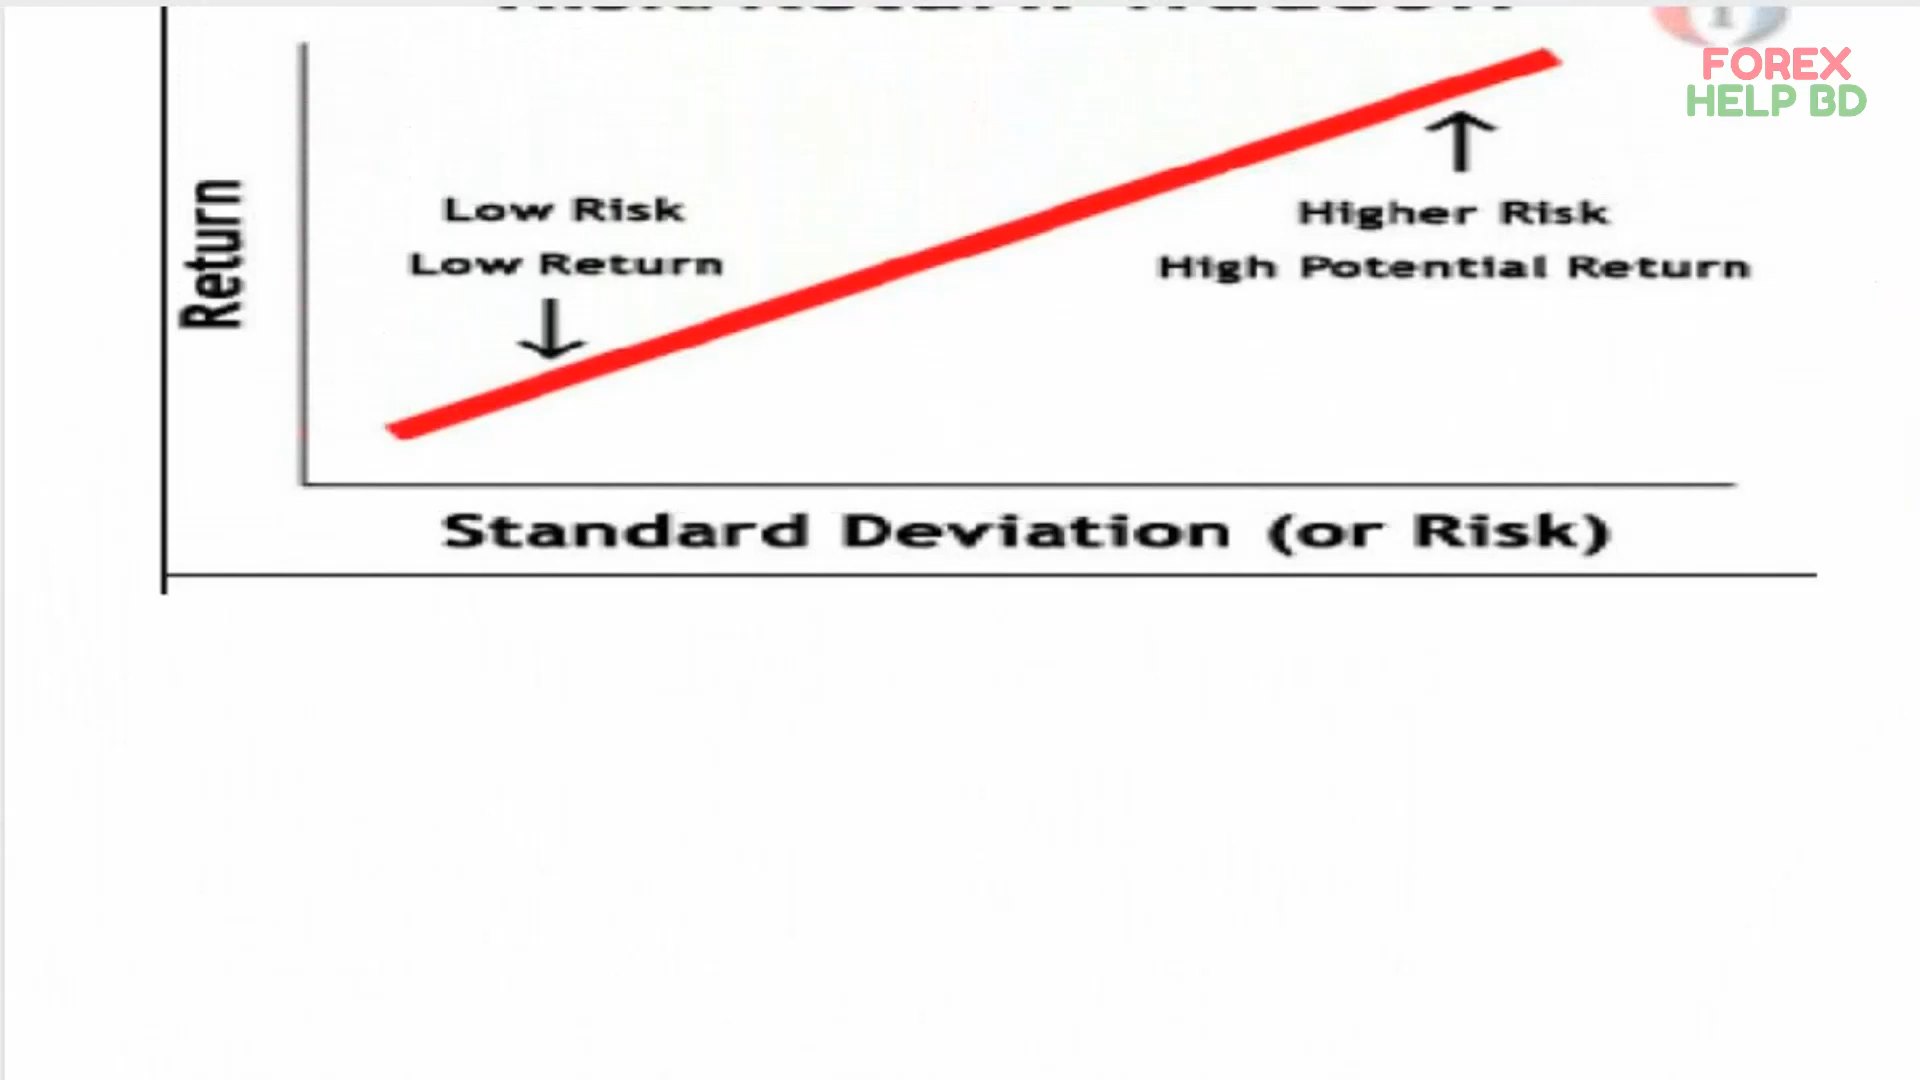 FOREX
HELP BD
Return
Low Risk
Low Return
Higher Risk
High Potential Return
Standard Deviation (or Risk)